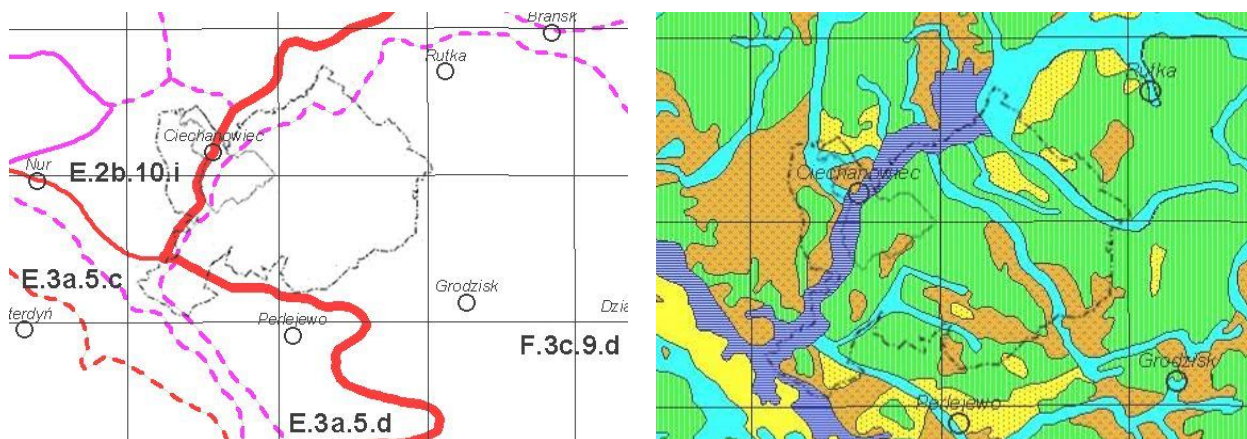 Brańsk
Rutka
Ciechanowiec
Nur
E.2b.10.i
E.3a.5.c
Grodzisk
Dzia
terdyń
Perlejewo
F.3c.9.d
E.3a.5.d
Rutka
Ciechanowiec
Grodzisk
Perlejewo